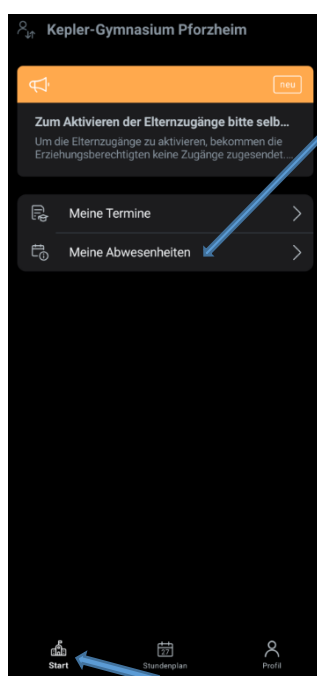 Kepler-Gymnasium Pforzheim
neu
Zum Aktivieren der Elternzugänge bitte selb...
Um die Elternzugänge zu aktivieren, bekommen die
Erziehungsberechtigten keine Zugänge zugesendet...
Meine Termine
Meine Abwesenheiten
27
Start
Stundenplan
Profil